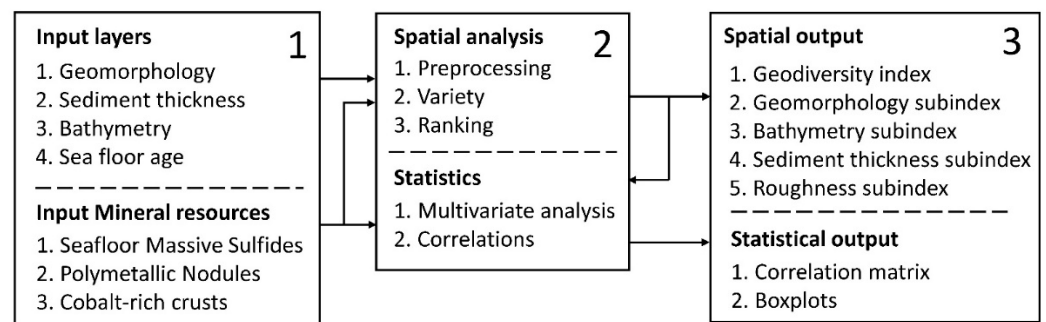 Input layers
1
1. Geomorphology
2. Sediment thickness
3. Bathymetry
4. Sea floor age
Input Mineral resources
1. Seafloor Massive Sulfides
2. Polymetallic Nodules
3. Cobalt-rich crusts
Spatial analysis
2
1. Preprocessing
2. Variety
3. Ranking
Statistics
1. Multivariate analysis
2. Correlations
Spatial output
3
1. Geodiversity index
2. Geomorphology subindex
3. Bathymetry subindex
4. Sediment thickness subindex
5. Roughness subindex
Statistical output
1. Correlation matrix
2. Boxplots